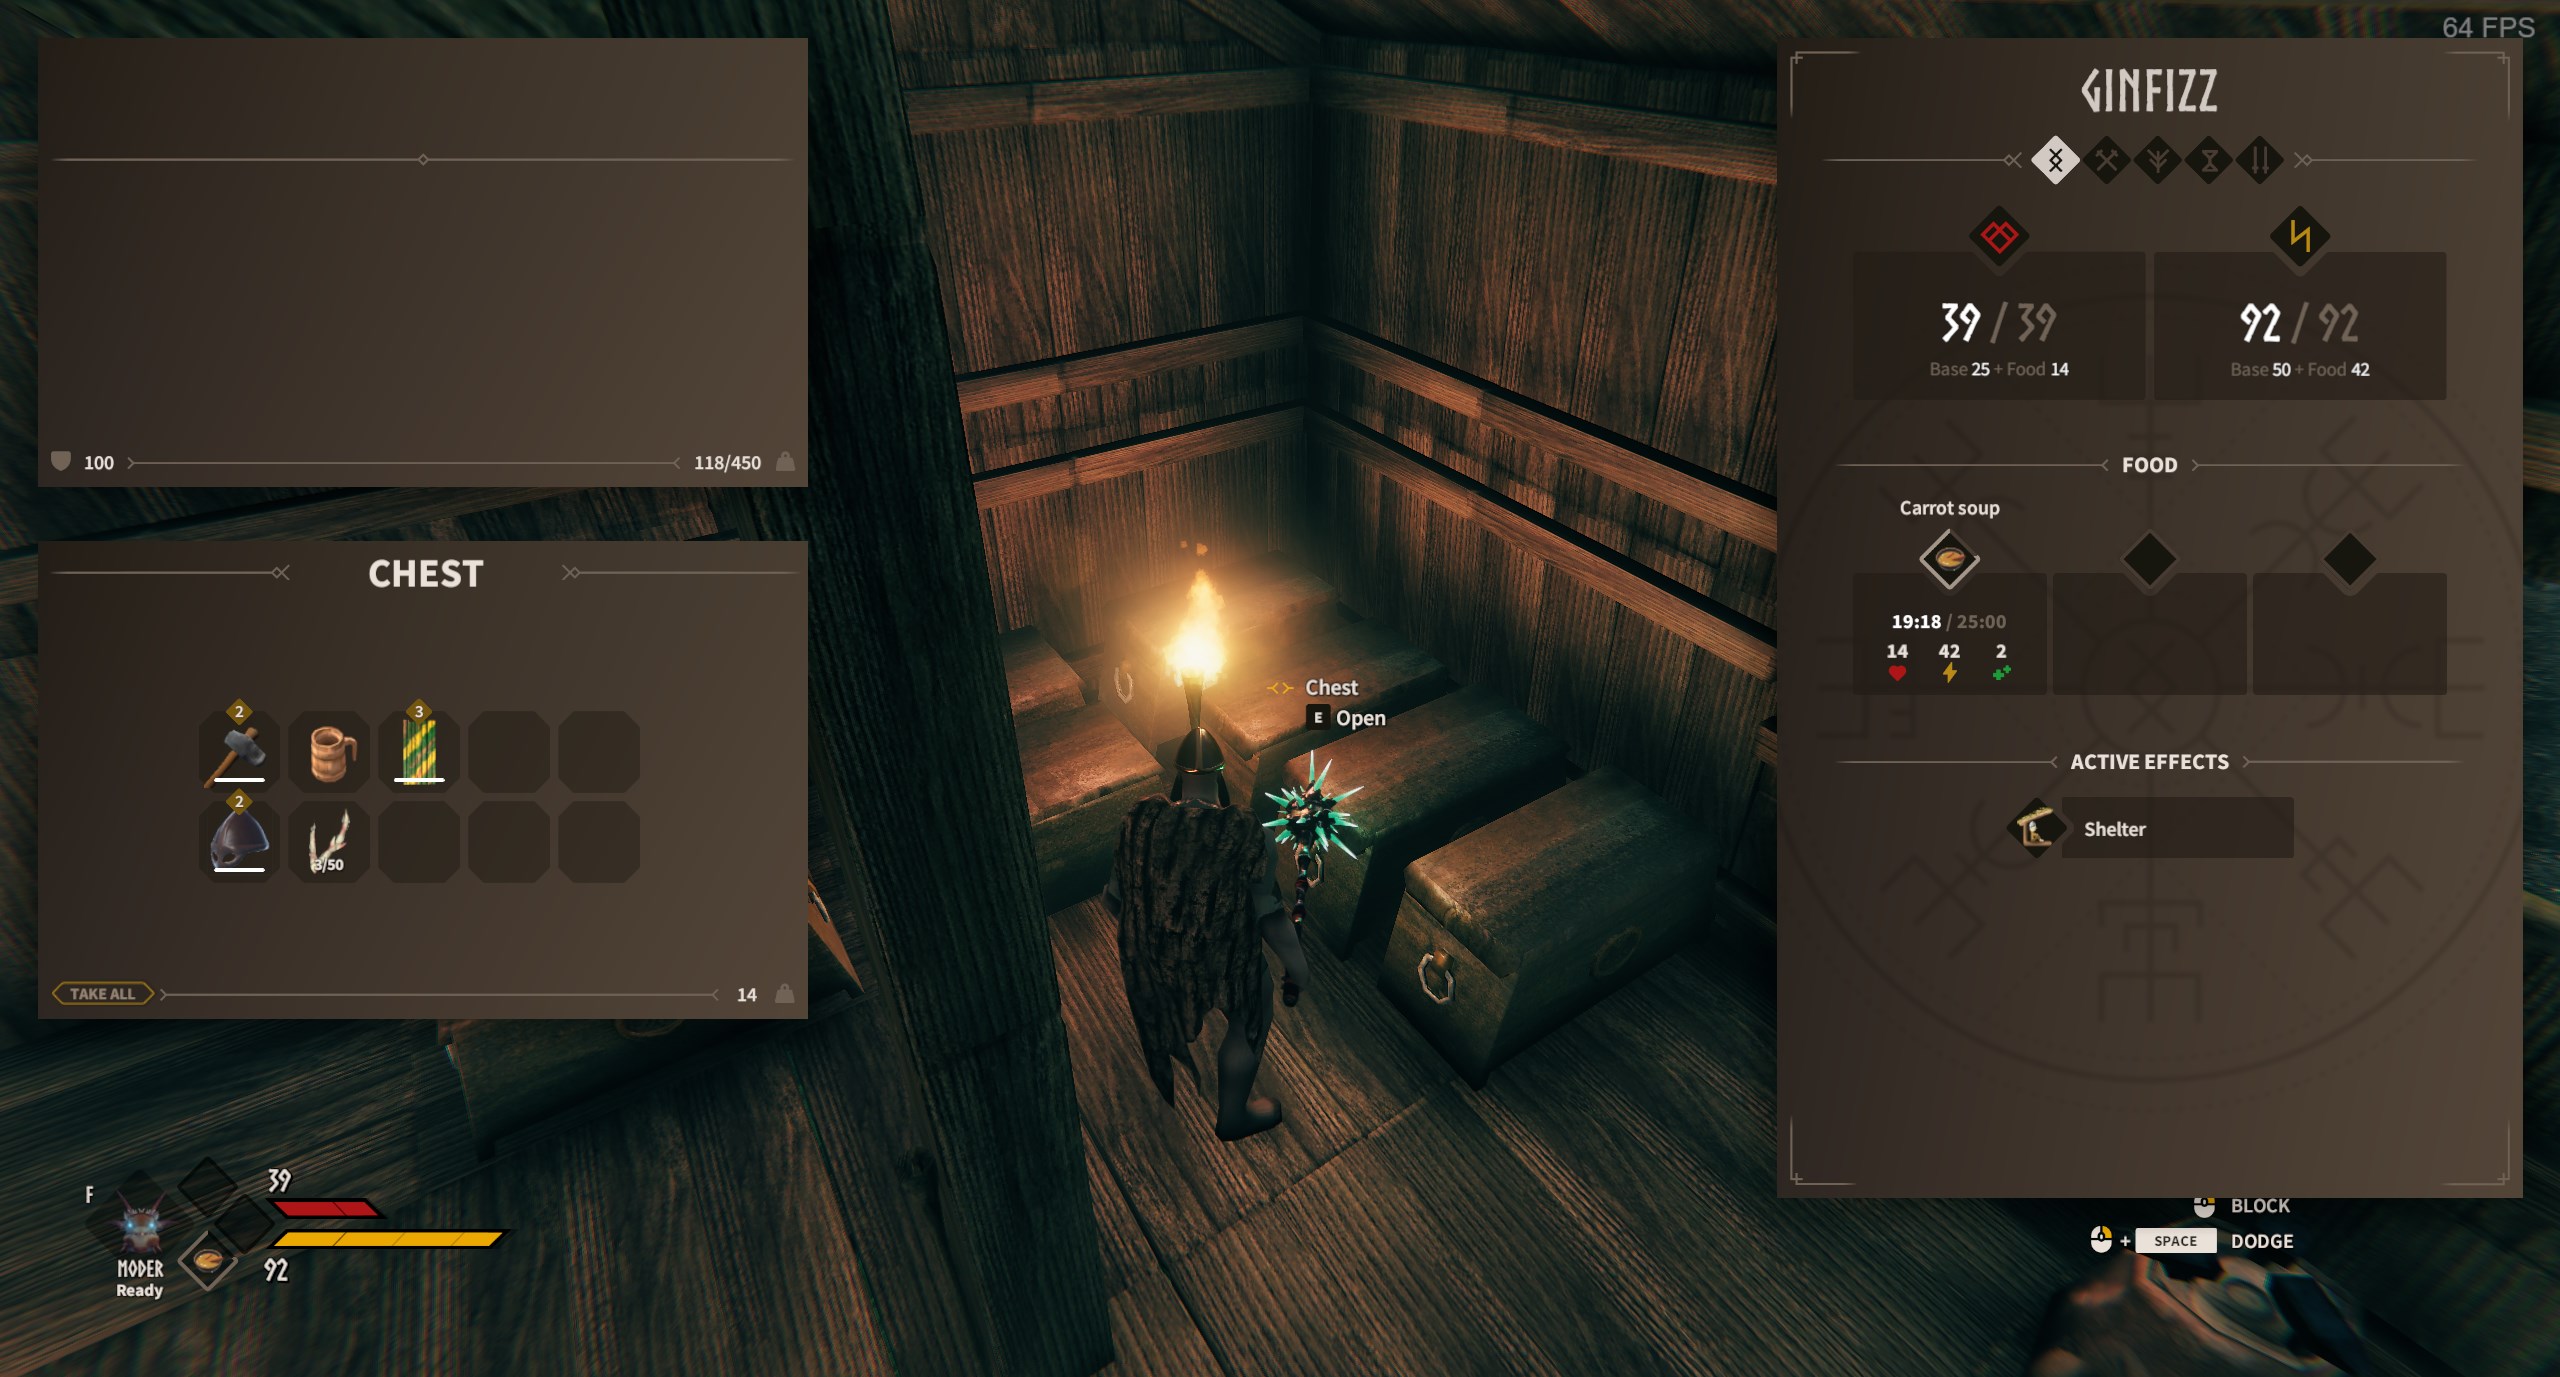 64 FPS
GINFIZZ
39 / 39
Base 25 + Food 14
92 / 92
Base 50 + Food 42
100
118/450
FOOD
Carrot soup
19:18 / 25:00
14 42 2
ACTIVE EFFECTS
Shelter
CHEST
2
3
2
3/50
TAKE ALL
14
Chest
E Open
F
39
92
MODER
Ready
BLOCK
+ SPACE DODGE